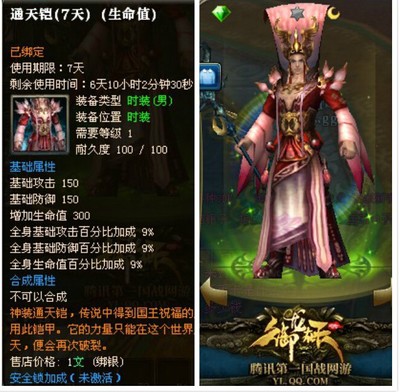 通天铠(7天) (生命值)
已绑定
使用期限：7天
剩余使用时间：6天10小时2分钟30秒
装备类型 时装(男)
装备位置 时装
需要等级 1
耐久度 100 / 100
基础属性
基础攻击 150
基础防御 150
增加生命值 300
全身基础攻击百分比加成 9%
全身基础防御百分比加成 9%
全身生命值百分比加成 9%
合成属性
不可以合成
神装通天铠，传说中得到国王祝福的
用此铠甲。它的力量只能在这个世界
天，便会再次破裂。
售店价格：1文（绑银）
安全锁加成（未激活）
御龙在天
腾讯第一国战网游
YL.QQ.COM